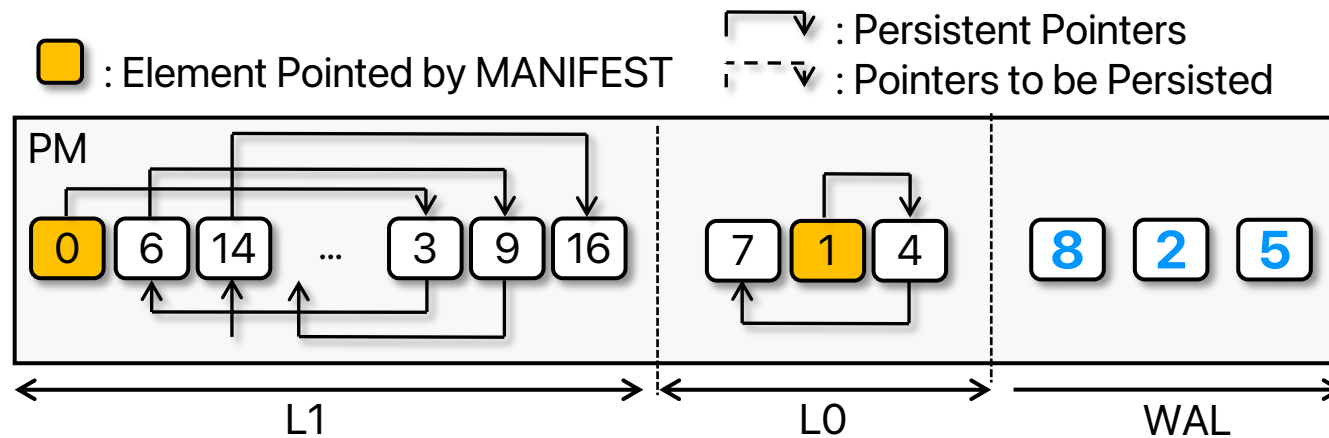 : Element Pointed by MANIFEST
: Persistent Pointers
: Pointers to be Persisted
PM
0 6 14 ... 3 9 16 7 1 4 8 2 5
L1 L0 WAL